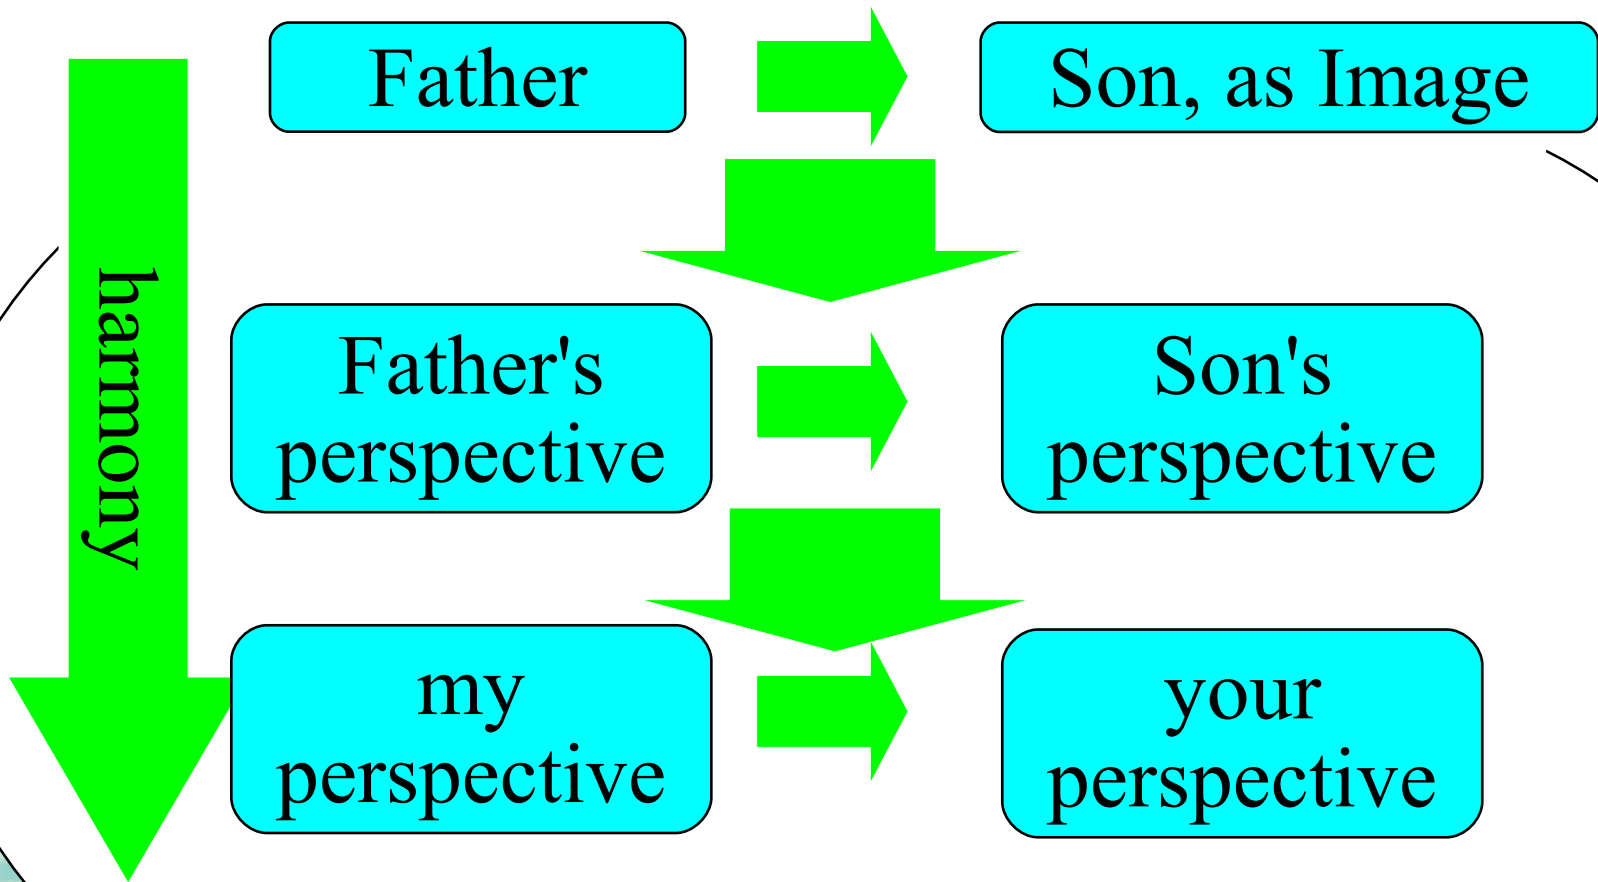 Father
Son, as Image
harmony
Father's
perspective
Son's
perspective
my
perspective
your
perspective